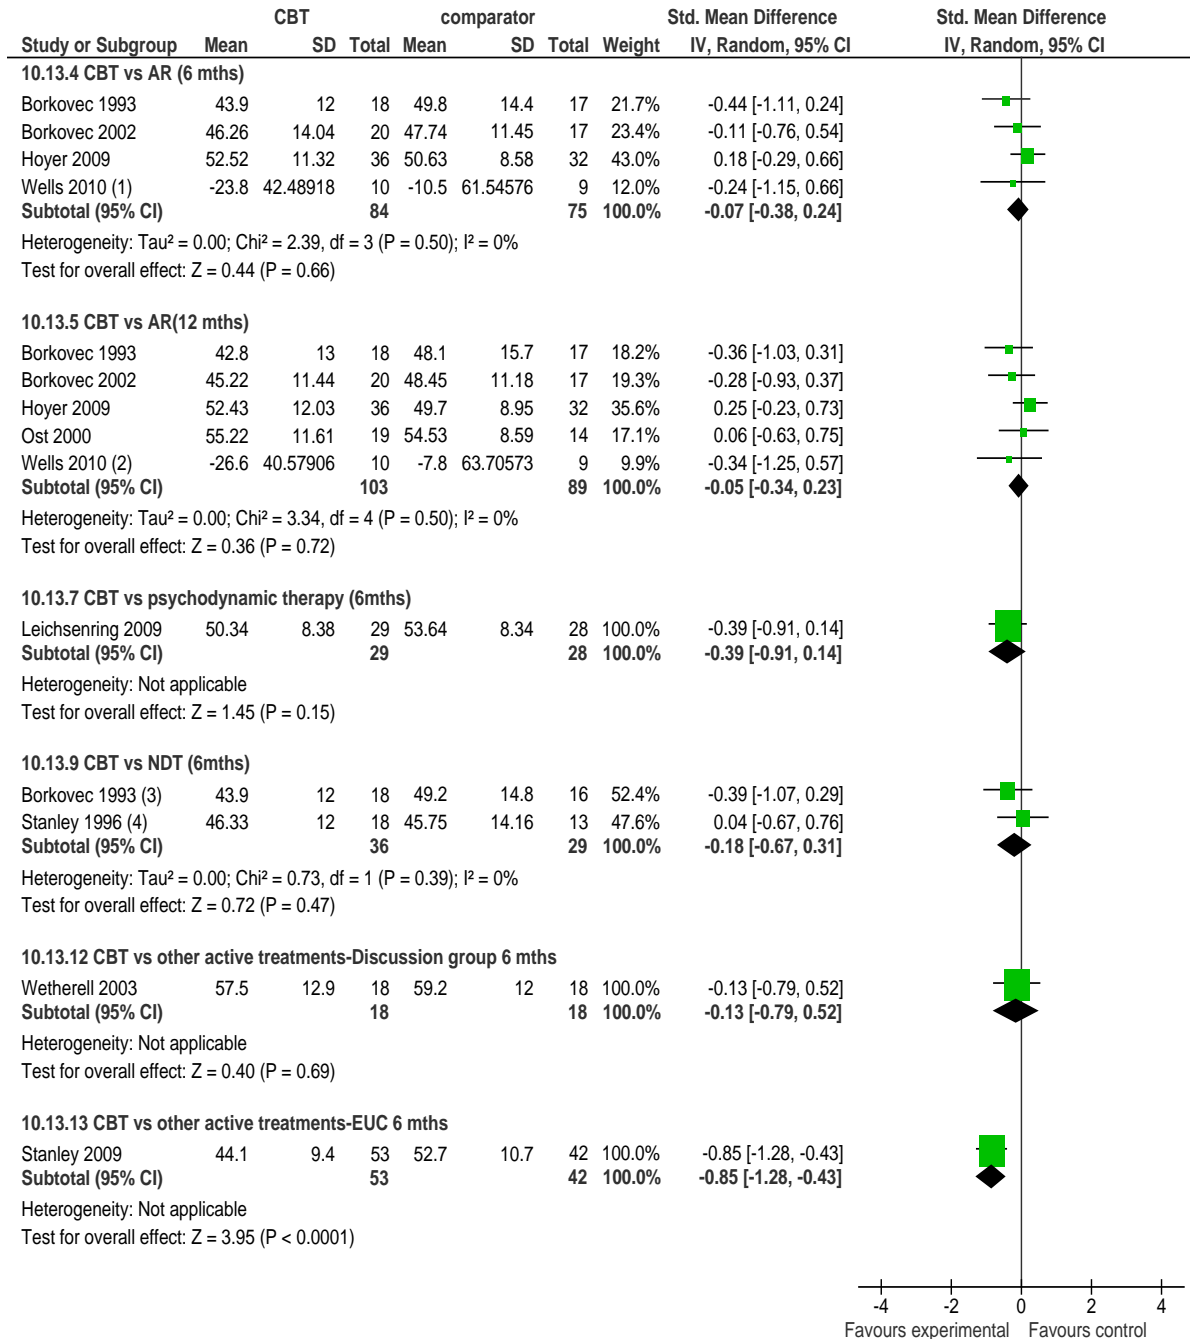 CBT comparator Std. Mean Difference Std. Mean Difference
Study or Subgroup Mean SD Total Mean SD Total Weight IV, Random, 95% CI IV, Random, 95% CI
10.13.4 CBT vs AR (6 mths)
Borkovec 1993 43.9 12 18 49.8 14.4 17 21.7% -0.44 [-1.11, 0.24]
Borkovec 2002 46.26 14.04 20 47.74 11.45 17 23.4% -0.11 [-0.76, 0.54]
Hoyer 2009 52.52 11.32 36 50.63 8.58 32 43.0% 0.18 [-0.29, 0.66]
Wells 2010 (1) -23.8 42.48918 10 -10.5 61.54576 9 12.0% -0.24 [-1.15, 0.66]
Subtotal (95% CI) 84 75 100.0% -0.07 [-0.38, 0.24]
Heterogeneity: Tau² = 0.00; Chi² = 2.39, df = 3 (P = 0.50); I² = 0%
Test for overall effect: Z = 0.44 (P = 0.66)
10.13.5 CBT vs AR(12 mths)
Borkovec 1993 42.8 13 18 48.1 15.7 17 18.2% -0.36 [-1.03, 0.31]
Borkovec 2002 45.22 11.44 20 48.45 11.18 17 19.3% -0.28 [-0.93, 0.37]
Hoyer 2009 52.43 12.03 36 49.7 8.95 32 35.6% 0.25 [-0.23, 0.73]
Ost 2000 55.22 11.61 19 54.53 8.59 14 17.1% 0.06 [-0.63, 0.75]
Wells 2010 (2) -26.6 40.57906 10 -7.8 63.70573 9 9.9% -0.34 [-1.25, 0.57]
Subtotal (95% CI) 103 89 100.0% -0.05 [-0.34, 0.23]
Heterogeneity: Tau² = 0.00; Chi² = 3.34, df = 4 (P = 0.50); I² = 0%
Test for overall effect: Z = 0.36 (P = 0.72)
10.13.7 CBT vs psychodynamic therapy (6mths)
Leichsenring 2009 50.34 8.38 29 53.64 8.34 28 100.0% -0.39 [-0.91, 0.14]
Subtotal (95% CI) 29 28 100.0% -0.39 [-0.91, 0.14]
Heterogeneity: Not applicable
Test for overall effect: Z = 1.45 (P = 0.15)
10.13.9 CBT vs NDT (6mths)
Borkovec 1993 (3) 43.9 12 18 49.2 14.8 16 52.4% -0.39 [-1.07, 0.29]
Stanley 1996 (4) 46.33 12 18 45.75 14.16 13 47.6% 0.04 [-0.67, 0.76]
Subtotal (95% CI) 36 29 100.0% -0.18 [-0.67, 0.31]
Heterogeneity: Tau² = 0.00; Chi² = 0.73, df = 1 (P = 0.39); I² = 0%
Test for overall effect: Z = 0.72 (P = 0.47)
10.13.12 CBT vs other active treatments-Discussion group 6 mths
Wetherell 2003 57.5 12.9 18 59.2 12 18 100.0% -0.13 [-0.79, 0.52]
Subtotal (95% CI) 18 18 100.0% -0.13 [-0.79, 0.52]
Heterogeneity: Not applicable
Test for overall effect: Z = 0.40 (P = 0.69)
10.13.13 CBT vs other active treatments-EUC 6 mths
Stanley 2009 44.1 9.4 53 52.7 10.7 42 100.0% -0.85 [-1.28, -0.43]
Subtotal (95% CI) 53 42 100.0% -0.85 [-1.28, -0.43]
Heterogeneity: Not applicable
Test for overall effect: Z = 3.95 (P < 0.0001)
-4 -2 0 2 4
Favours experimental Favours control